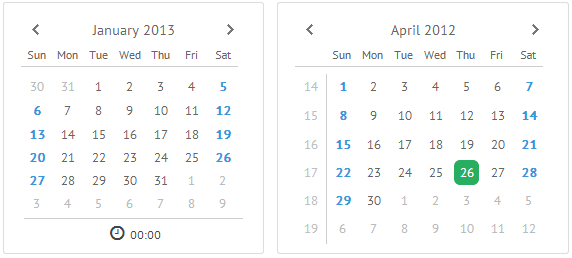 January 2013
Sun Mon Tue Wed Thu Fri Sat
30 31 1 2 3 4 5
6 7 8 9 10 11 12
13 14 15 16 17 18 19
20 21 22 23 24 25 26
27 28 29 30 31 1 2
3 4 5 6 7 8 9
00:00
April 2012
Sun Mon Tue Wed Thu Fri Sat
14 1 2 3 4 5 6 7
15 8 9 10 11 12 13 14
16 15 16 17 18 19 20 21
17 22 23 24 25 26 27 28
18 29 30 1 2 3 4 5
19 6 7 8 9 10 11 12